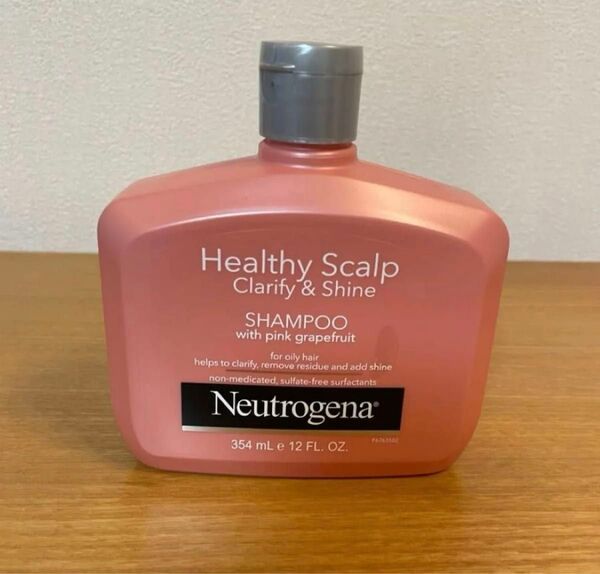 Healthy Scalp
Clarify & Shine
SHAMPOO
with pink grapefruit
for oily hair
helps to clarify, remove residue and add shine
non-medicated, sulfate-free surfactants
Neutrogena®
354 mL e 12 FL. OZ.